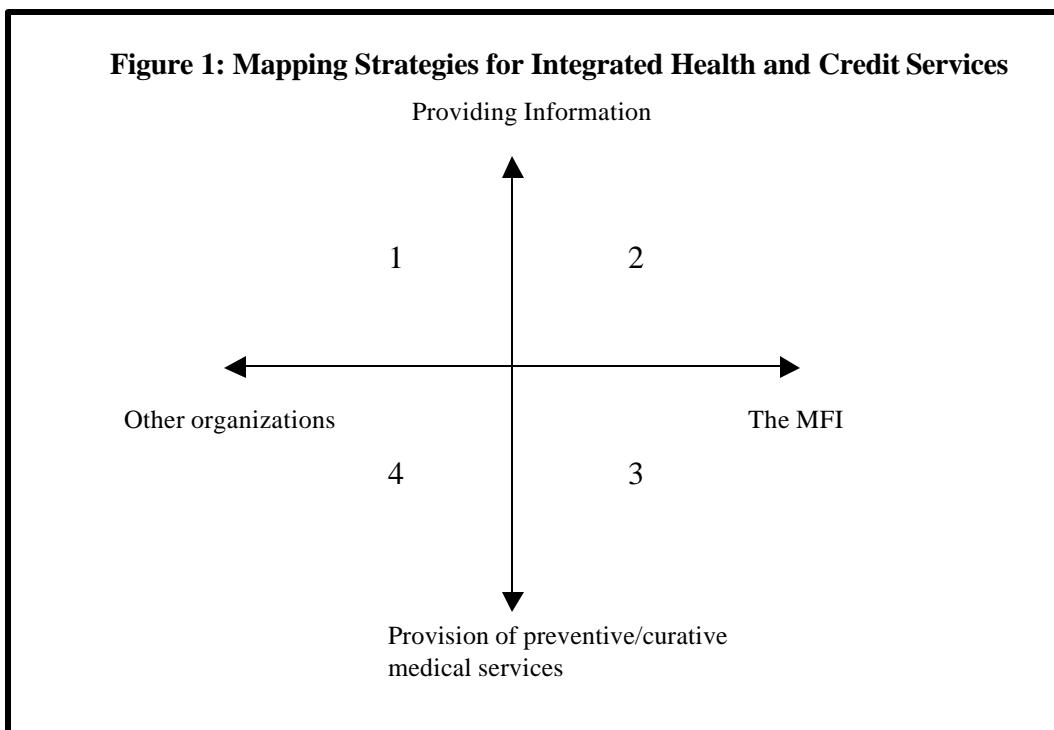 Figure 1: Mapping Strategies for Integrated Health and Credit Services
Providing Information
1
2
Other organizations
The MFI
4
3
Provision of preventive/curative
medical services